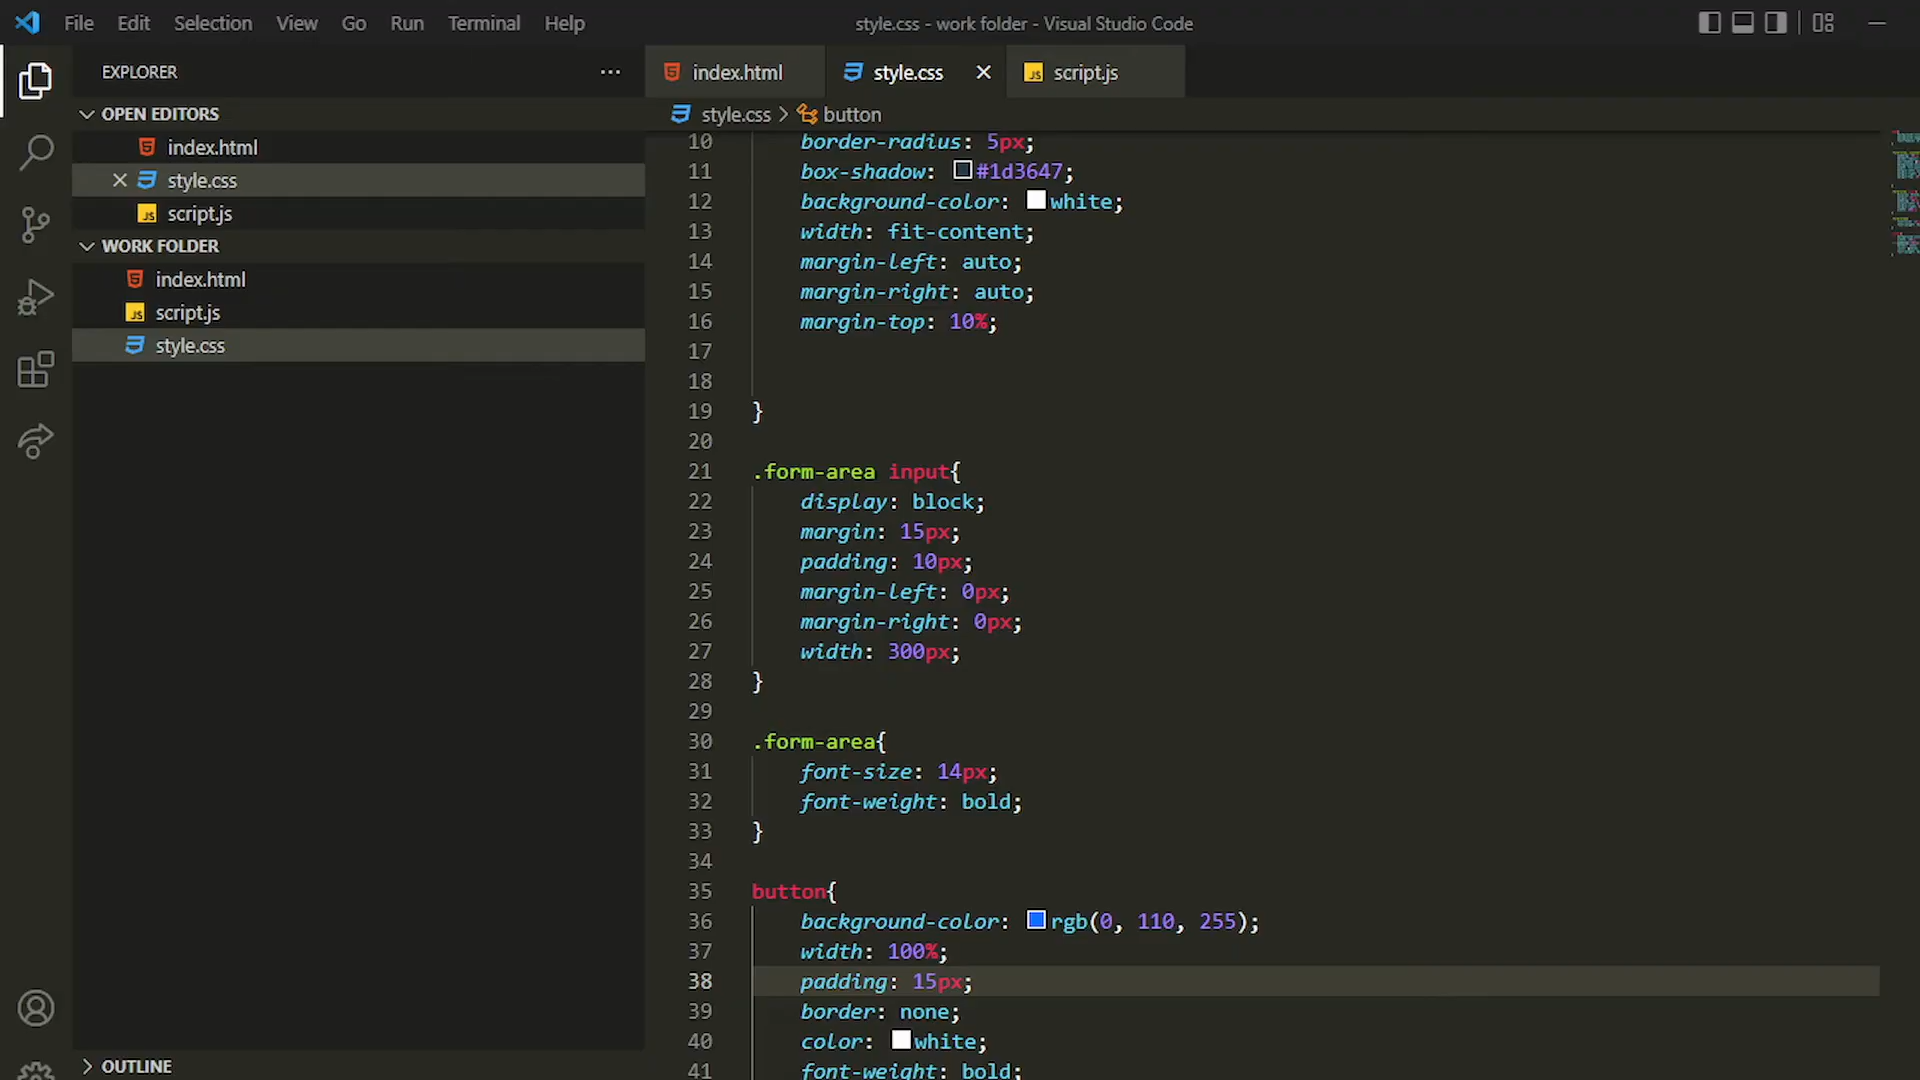 File Edit Selection View Go Run Terminal Help
style.css - work folder - Visual Studio Code
EXPLORER
OPEN EDITORS
index.html
style.css
script.js
WORK FOLDER
index.html
script.js
style.css
OUTLINE
index.html style.css script.js
style.css > button
10 border-radius: 5px;
11 box-shadow: #1d3647;
12 background-color: white;
13 width: fit-content;
14 margin-left: auto;
15 margin-right: auto;
16 margin-top: 10%;
17
18
19 }
20
21 .form-area input{
22 display: block;
23 margin: 15px;
24 padding: 10px;
25 margin-left: 0px;
26 margin-right: 0px;
27 width: 300px;
28 }
29
30 .form-area{
31 font-size: 14px;
32 font-weight: bold;
33 }
34
35 button{
36 background-color: rgb(0, 110, 255);
37 width: 100%;
38 padding: 15px;
39 border: none;
40 color: white;
41 font-weight: bold;